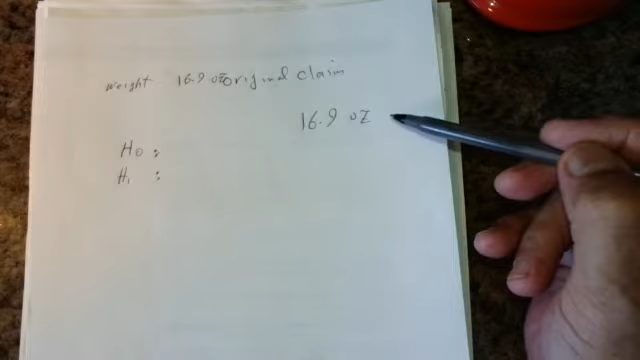 weight 16.9 oz original claim
16.9 oz
Ho :
H₁ :